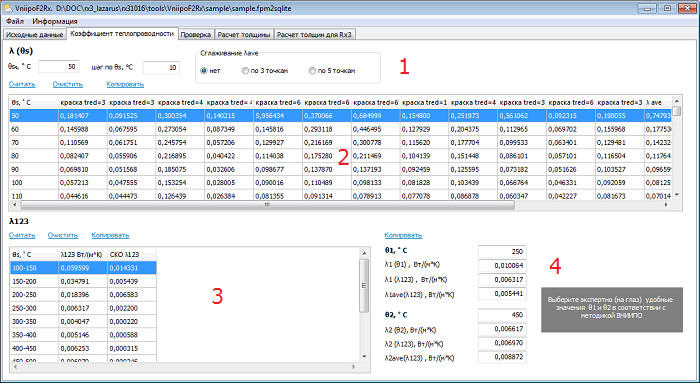 VniipoF2Rx. D:\DOC\nx3_lazarus\nx31016\tools\VniipoF2Rx\sample\sample.fpm2sqlite
Файл Информация
Исходные данные Коэффициент теплопроводности Проверка Расчет толщины Расчет толщин для Rx3
λ (θs)
θsн, ° C 50 шаг по θs, °C 10
Сглаживание λave
нет по 3 точкам по 5 точкам
1
Считать Очистить Копировать
θs, ° C краска tred=3 краска tred=3 краска tred=4 краска tred= 4 краска tred=6 краска tred=6 краска tred=6 краска tred=1 краска tred=4 краска tred=3 краска tred=6 краска tred=3 λ ave
50 0,181407 0,091525 0,300354 0,140215 5,956434 0,370066 0,684999 0,154800 0,251973 0,561062 0,092315 0,190055 0,74793
60 0,145988 0,067595 0,273054 0,087349 0,145816 0,293118 0,446495 0,127929 0,204375 0,112965 0,069702 0,155968 0,177530
70 0,110569 0,061751 0,245754 0,057206 0,129927 0,216169 0,300778 0,115620 0,177704 0,099533 0,063401 0,129481 0,14232
80 0,082407 0,055906 0,216895 0,040422 0,114038 0,175280 0,211469 0,104139 0,151448 0,086101 0,057101 0,116504 0,11764
90 0,069810 0,051568 0,185075 0,032606 0,098677 0,137870 0,137193 0,092459 0,125595 0,073182 0,051626 0,103527 0,09659
100 0,057213 0,047755 0,153254 0,028005 0,090016 0,110489 0,098133 0,081828 0,103439 0,066764 0,046331 0,092059 0,08125
110 0,044616 0,044473 0,126439 0,026384 0,081355 0,091314 0,078913 0,077078 0,086878 0,060347 0,042227 0,081673 0,07014
2
λ123
Считать Очистить Копировать
θs, ° C λ123 Вт/(м*К) СКО λ123
100-150 0,059599 0,014331
150-200 0,034791 0,005439
200-250 0,018396 0,006583
250-300 0,006317 0,002200
300-350 0,004047 0,000220
350-400 0,005146 0,000588
400-450 0,006253 0,000315
450-500 0,006970 0,000346
3
Копировать
θ1, ° C 250
λ1 (θ1) , Вт/(м*К) 0,010064
λ1 (λ123) , Вт/(м*К) 0,006317
λ1ave(λ123) , Вт/(м*К) 0,005441
θ2, ° C 450
λ2 (θ2), Вт/(м*К) 0,006617
λ2 (λ123), Вт/(м*К) 0,006970
λ2ave(λ123) , Вт/(м*К) 0,008872
4
Выберите экспертно (на глаз) удобные
значения θ1 и θ2 в соответствии с
методикой ВНИИПО